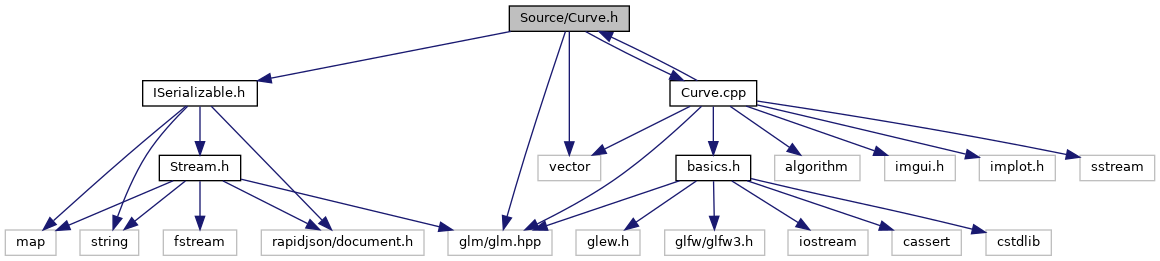 Source/Curve.h
ISerializable.h
Curve.cpp
Stream.h
vector
basics.h
algorithm
imgui.h
implot.h
sstream
map
string
fstream
rapidjson/document.h
glm/glm.hpp
glew.h
glfw/glfw3.h
iostream
cassert
cstdlib